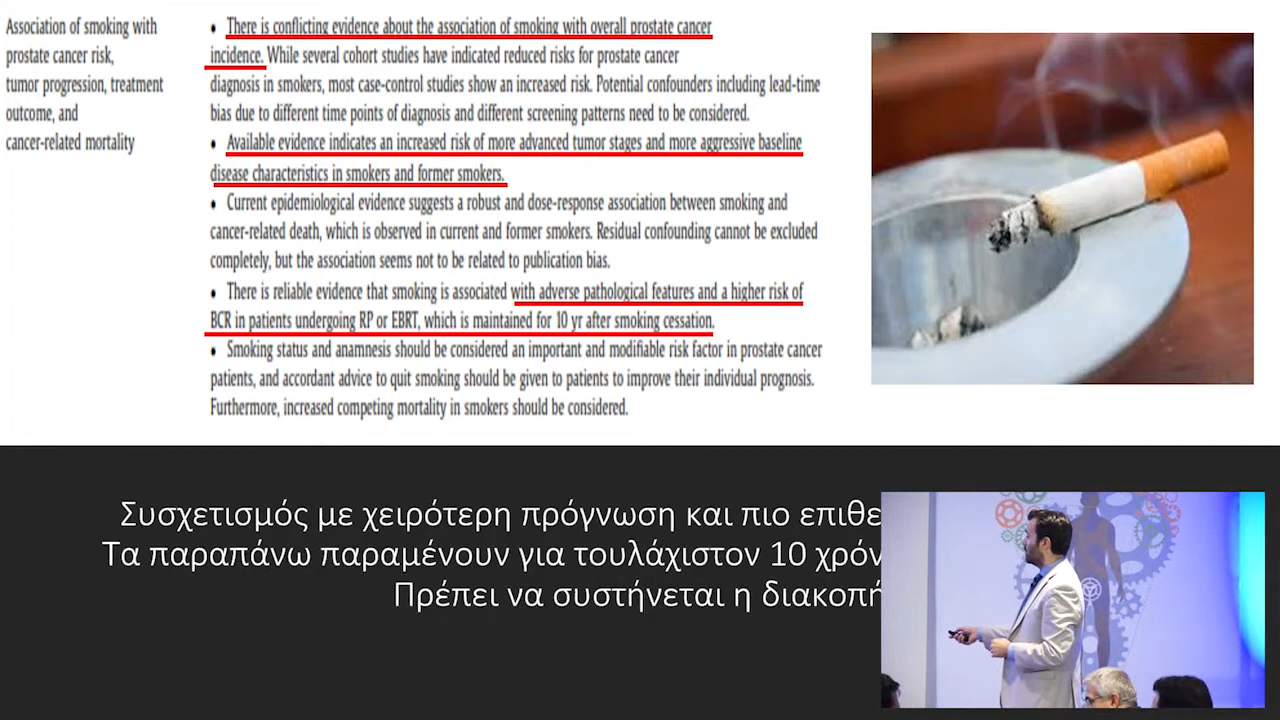 Association of smoking with
prostate cancer risk,
tumor progression, treatment
outcome, and
cancer-related mortality
• There is conflicting evidence about the association of smoking with overall prostate cancer
incidence. While several cohort studies have indicated reduced risks for prostate cancer
diagnosis in smokers, most case-control studies show an increased risk. Potential confounders including lead-time
bias due to different time points of diagnosis and different screening patterns need to be considered.
• Available evidence indicates an increased risk of more advanced tumor stages and more aggressive baseline
disease characteristics in smokers and former smokers.
• Current epidemiological evidence suggests a robust and dose-response association between smoking and
cancer-related death, which is observed in current and former smokers. Residual confounding cannot be excluded
completely, but the association seems not to be related to publication bias.
• There is reliable evidence that smoking is associated with adverse pathological features and a higher risk of
BCR in patients undergoing RP or EBRT, which is maintained for 10 yr after smoking cessation.
• Smoking status and anamnesis should be considered an important and modifiable risk factor in prostate cancer
patients, and accordant advice to quit smoking should be given to patients to improve their individual prognosis.
Furthermore, increased competing mortality in smokers should be considered.
Συσχετισμός με χειρότερη πρόγνωση και πιο
Τα παραπάνω παραμένουν για τουλάχιστον 10
Πρέπει να συστήνεται η διακοπή